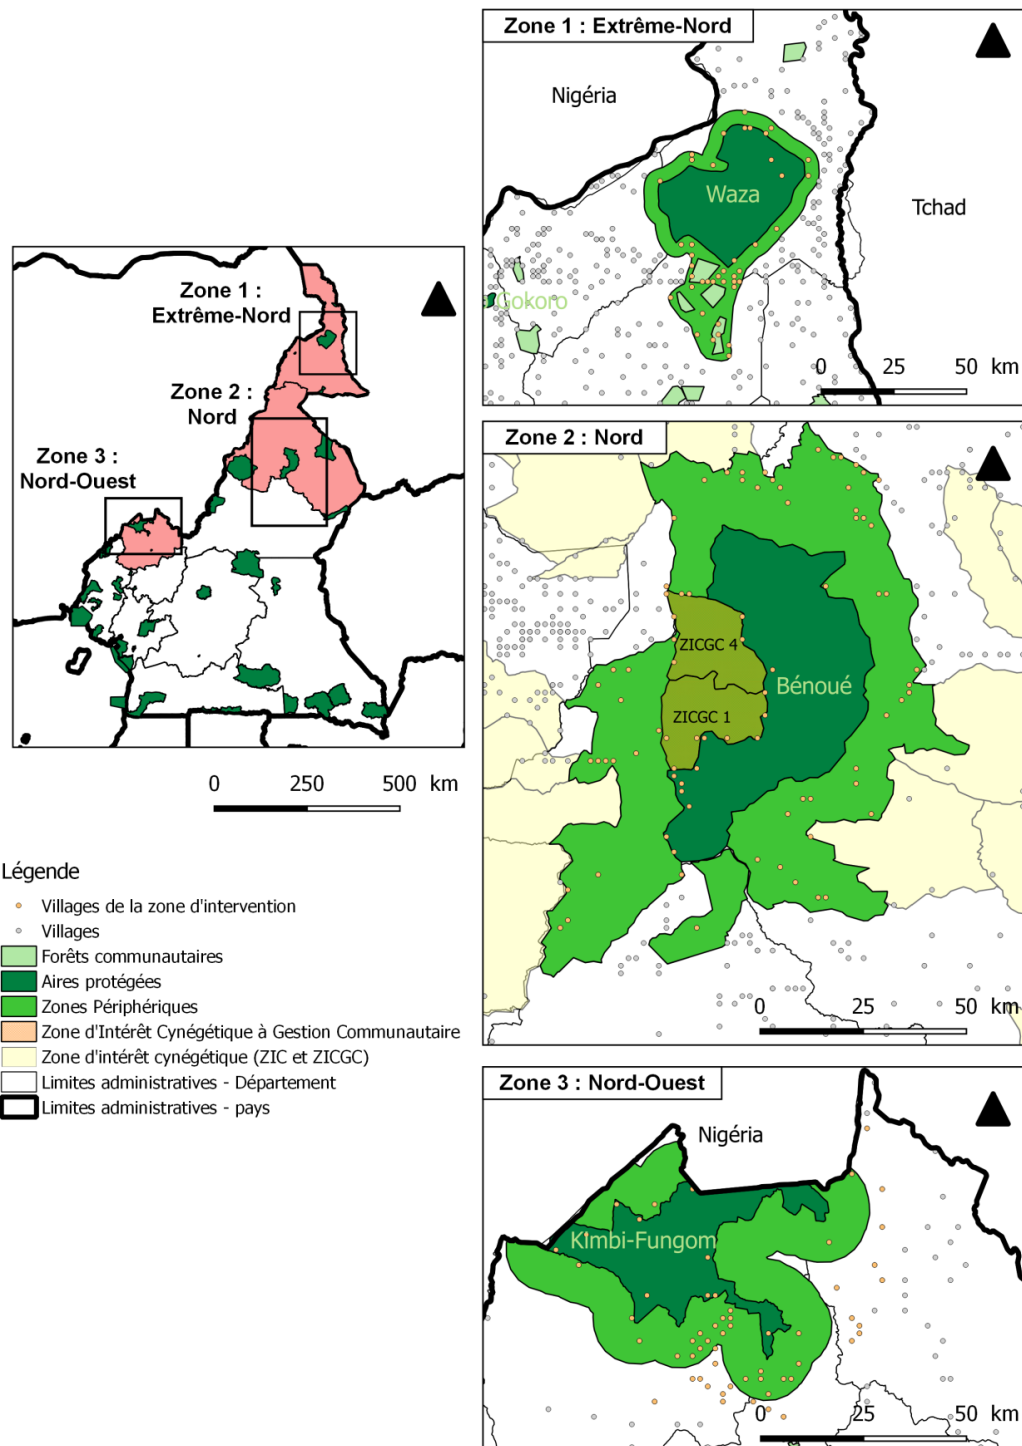 Zone 1 :
Extrême-Nord
Zone 2 :
Nord
Zone 3 :
Nord-Ouest
0 250 500 km
Légende
Villages de la zone d'intervention
Villages
Forêts communautaires
Aires protégées
Zones Périphériques
Zone d'Intérêt Cynégétique à Gestion Communautaire
Zone d'intérêt cynégétique (ZIC et ZICGC)
Limites administratives - Département
Limites administratives - pays
Zone 1 : Extrême-Nord
Nigéria
Tchad
Waza
Gokoro
0 25 50 km
Zone 2 : Nord
ZICGC 4
Bénoué
ZICGC 1
0 25 50 km
Zone 3 : Nord-Ouest
Nigéria
Kimbi-Fungom
0 25 50 km